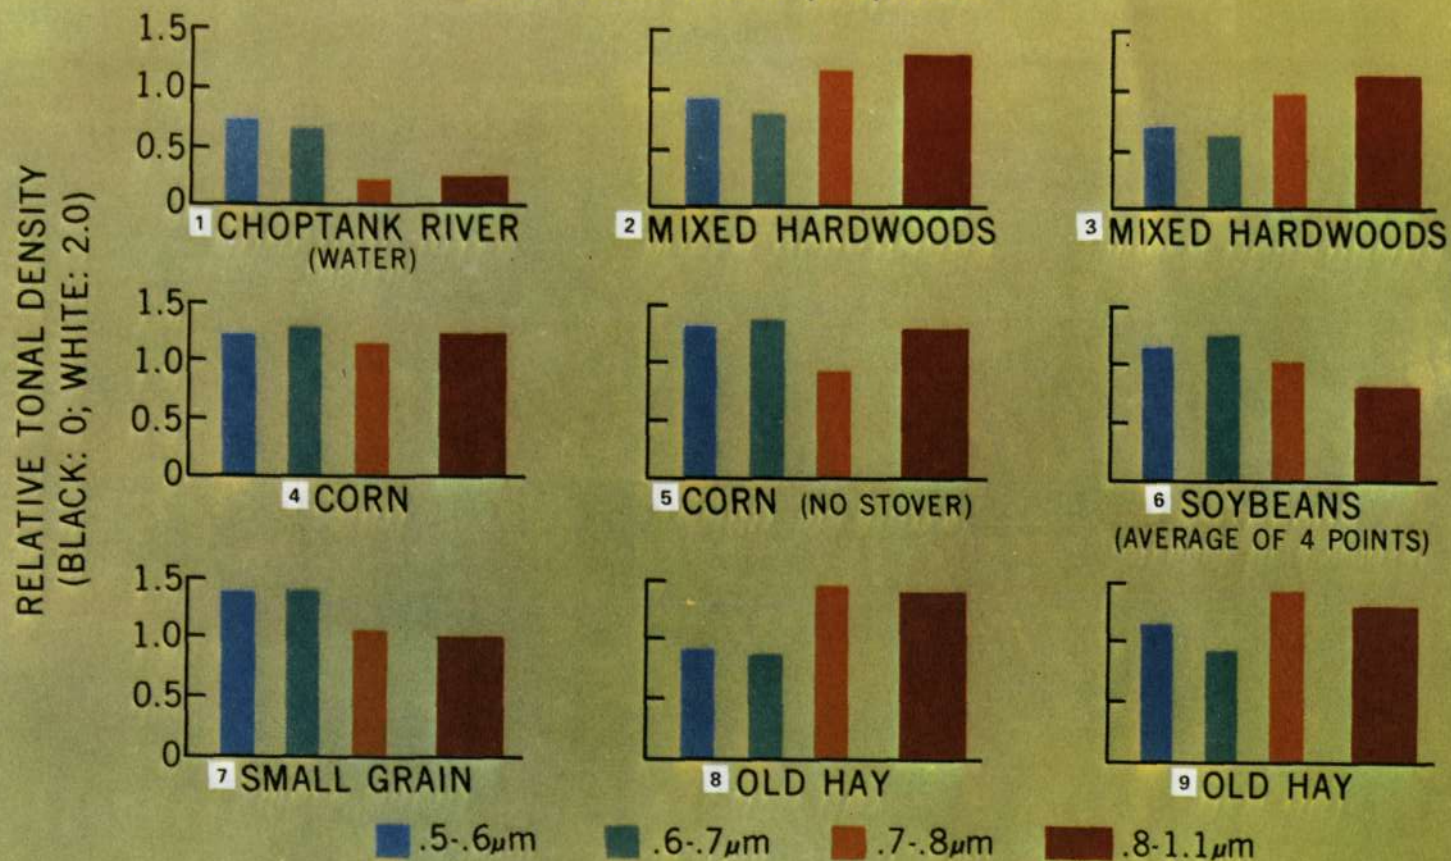 RELATIVE TONAL DENSITY
(BLACK: 0; WHITE: 2.0)
1.5
1.0
0.5
0
1 CHOPTANK RIVER
(WATER)
2 MIXED HARDWOODS
3 MIXED HARDWOODS
1.5
1.0
0.5
0
4 CORN
5 CORN (NO STOVER)
6 SOYBEANS
(AVERAGE OF 4 POINTS)
1.5
1.0
0.5
0
7 SMALL GRAIN
8 OLD HAY
9 OLD HAY
.5-.6μm
.6-.7μm
.7-.8μm
.8-1.1μm